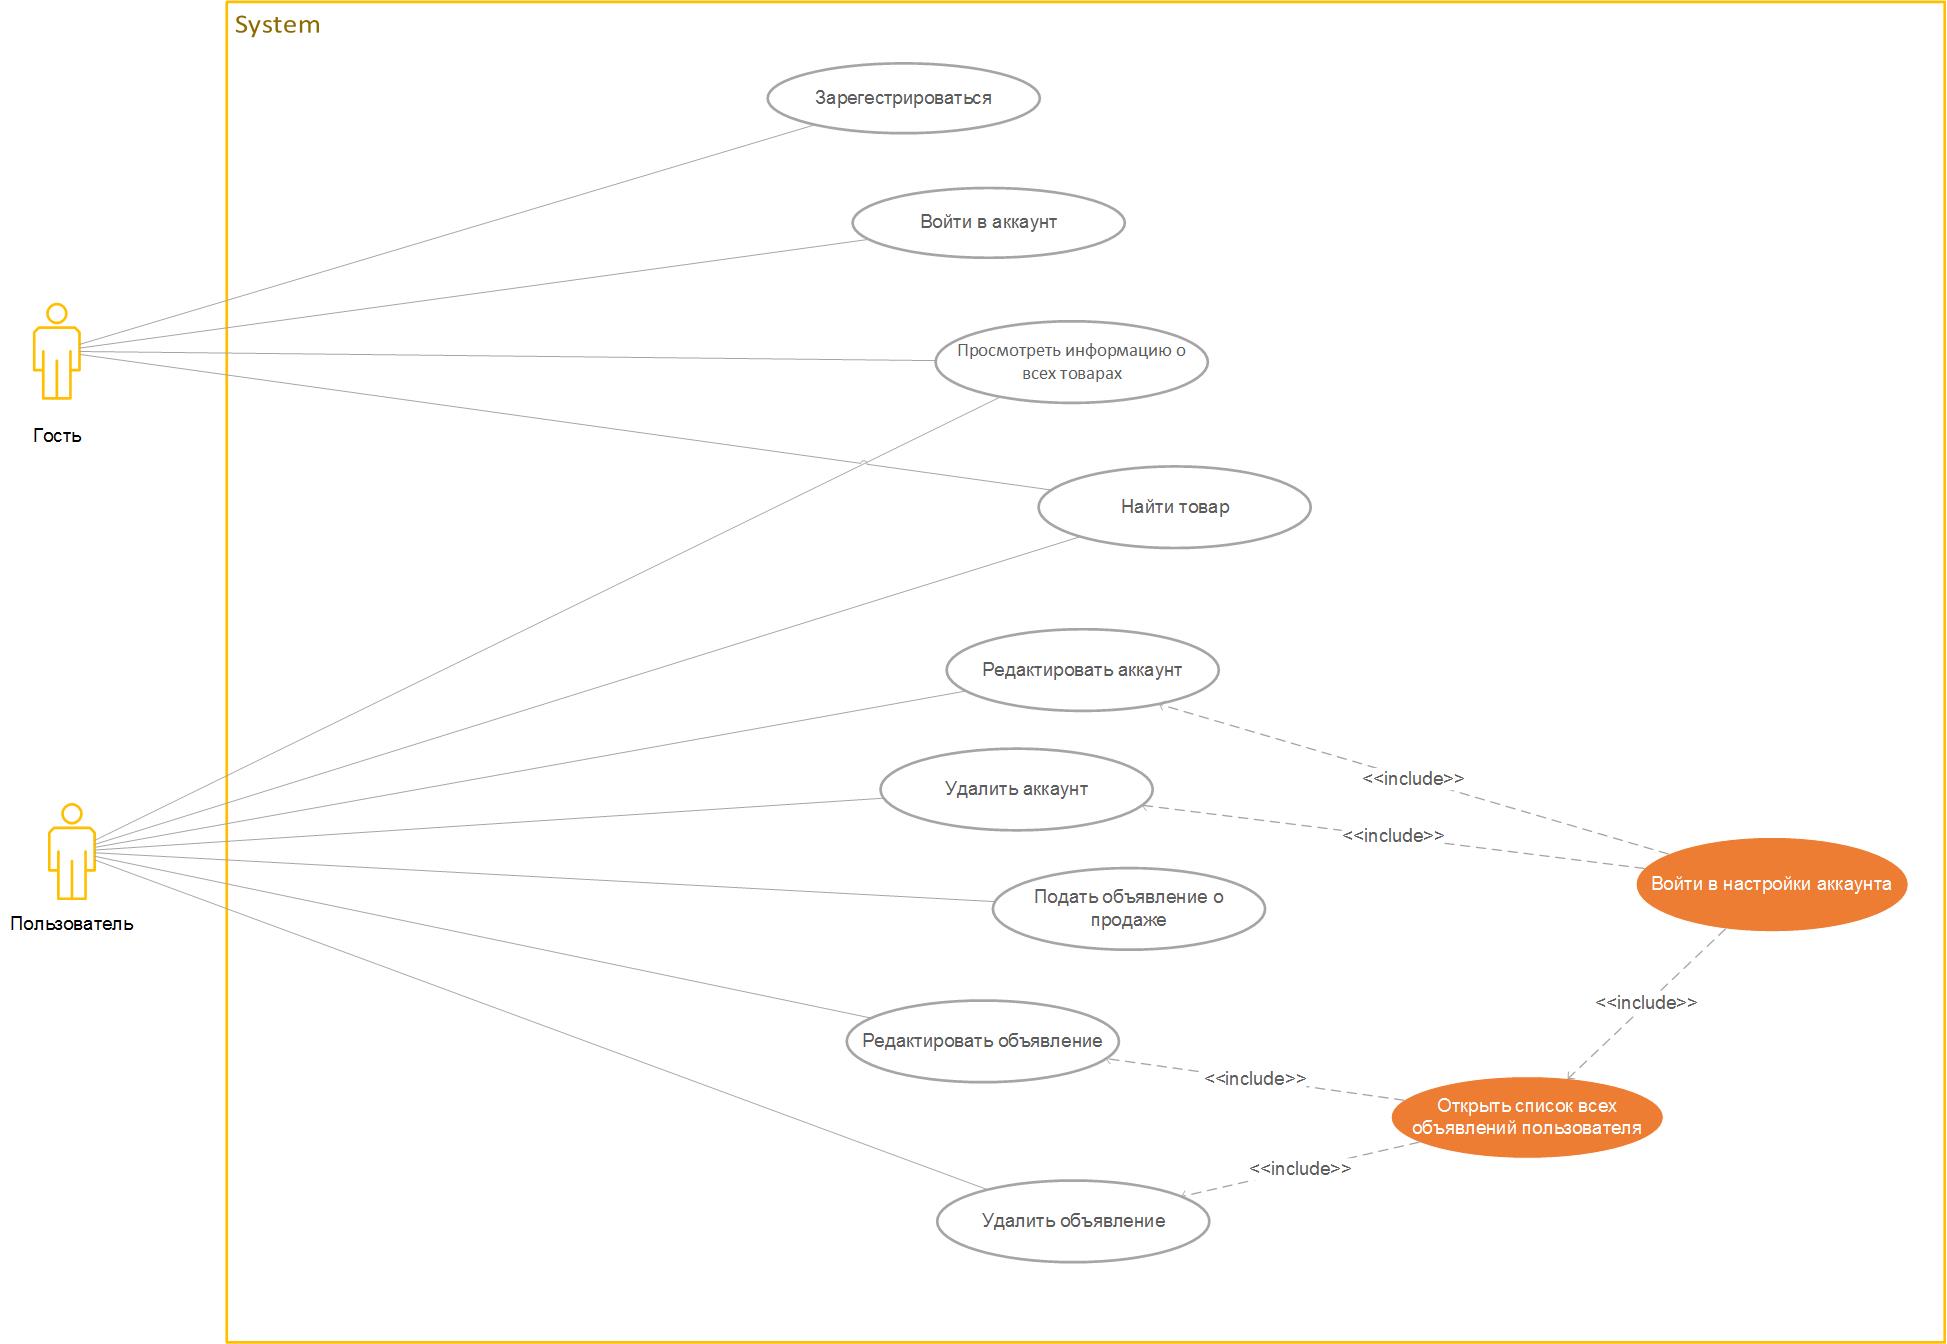 System
Зарегестрироваться
Войти в аккаунт
Просмотреть информацию о
всех товарах
Гость
Найти товар
Редактировать аккаунт
<<include>>
Удалить аккаунт
<<include>>
Войти в настройки аккаунта
Подать объявление о
продаже
Пользователь
<<include>>
Редактировать объявление
<<include>>
Открыть список всех
объявлений пользователя
<<include>>
Удалить объявление